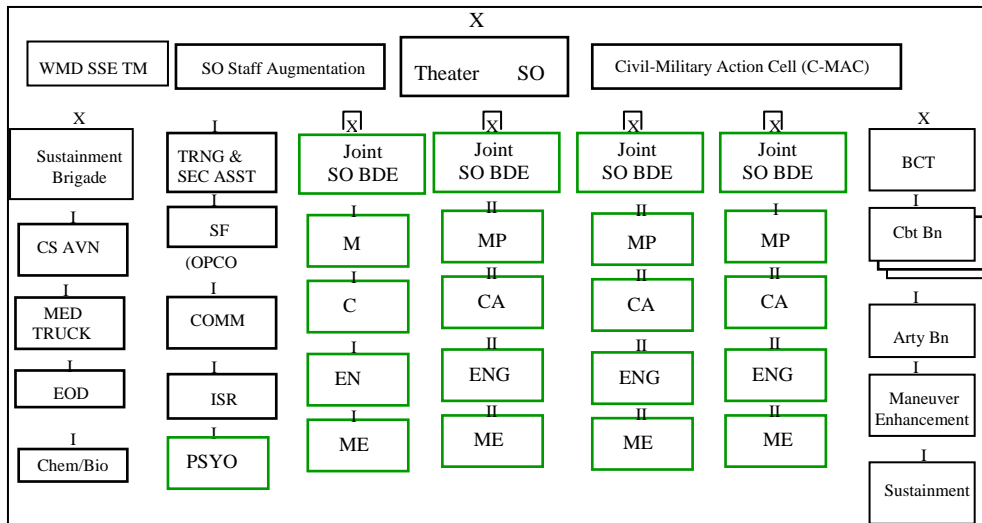 X
WMD SSE TM
SO Staff Augmentation
Theater SO
Civil-Military Action Cell (C-MAC)
X
Sustainment
Brigade
I
CS AVN
I
MED
TRUCK
I
EOD
I
Chem/Bio
I
TRNG &
SEC ASST
I
SF
(OPCO
I
COMM
I
ISR
I
PSYO
X
Joint
SO BDE
I
M
I
C
I
EN
I
ME
X
Joint
SO BDE
II
MP
II
CA
II
ENG
II
ME
X
Joint
SO BDE
II
MP
II
CA
II
ENG
II
ME
X
Joint
SO BDE
I
MP
II
CA
II
ENG
II
ME
X
BCT
I
Cbt Bn
I
Arty Bn
I
Maneuver
Enhancement
I
Sustainment